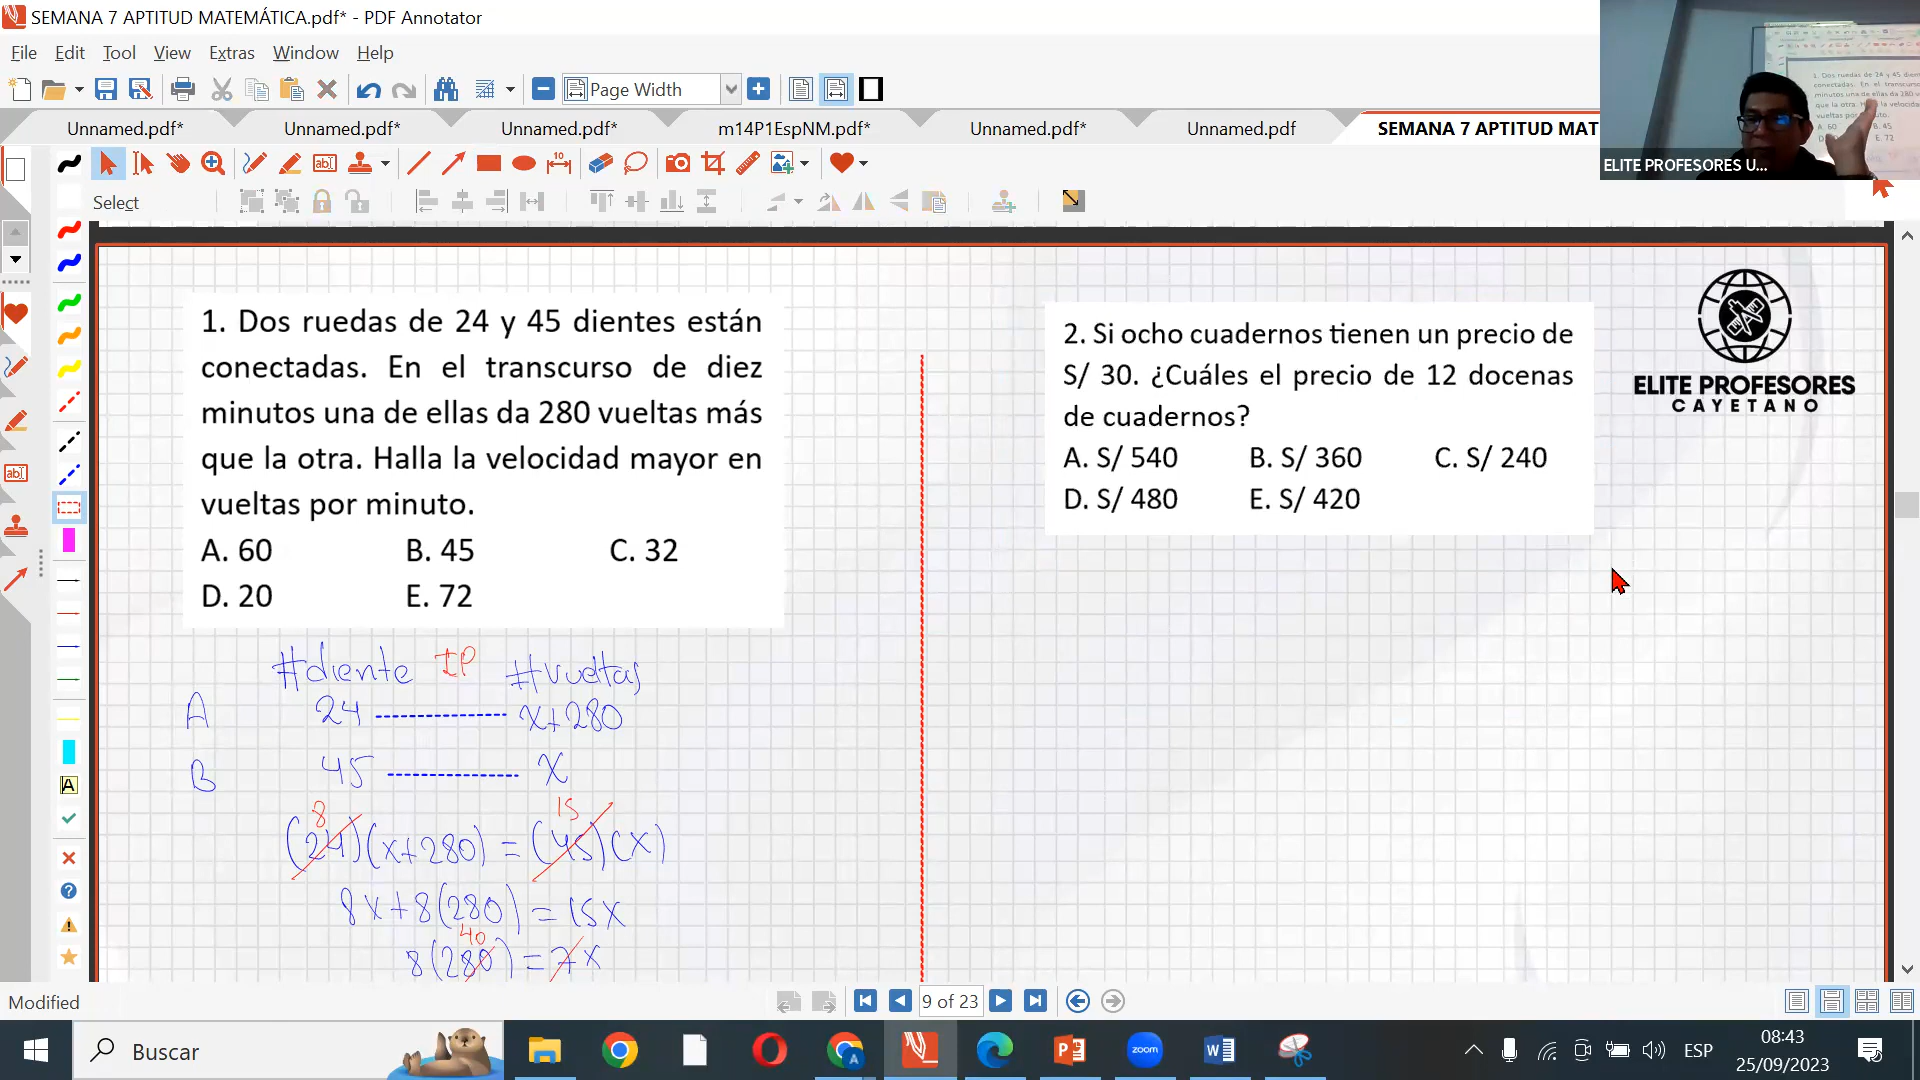 SEMANA 7 APTITUD MATEMÁTICA.pdf* - PDF Annotator
File Edit Tool View Extras Window Help
Page Width
Unnamed.pdf* Unnamed.pdf* Unnamed.pdf* m14P1EspNM.pdf* Unnamed.pdf* Unnamed.pdf SEMANA 7 APTITUD MAT
ELITE PROFESORES U...
Select
1. Dos ruedas de 24 y 45 dientes están
conectadas. En el transcurso de diez
minutos una de ellas da 280 vueltas más
que la otra. Halla la velocidad mayor en
vueltas por minuto.
A. 60 B. 45 C. 32
D. 20 E. 72
#diente IP #vueltas
A 24 x+280
B 45 x
8 15
(24)(x+280) = (45)(x)
8x+8(280) = 15x
40
8(280) = 7x
2. Si ocho cuadernos tienen un precio de
S/ 30. ¿Cuáles el precio de 12 docenas
de cuadernos?
A. S/ 540 B. S/ 360 C. S/ 240
D. S/ 480 E. S/ 420
ELITE PROFESORES
CAYETANO
Modified
9 of 23
Buscar
zoom
ESP
08:43
25/09/2023